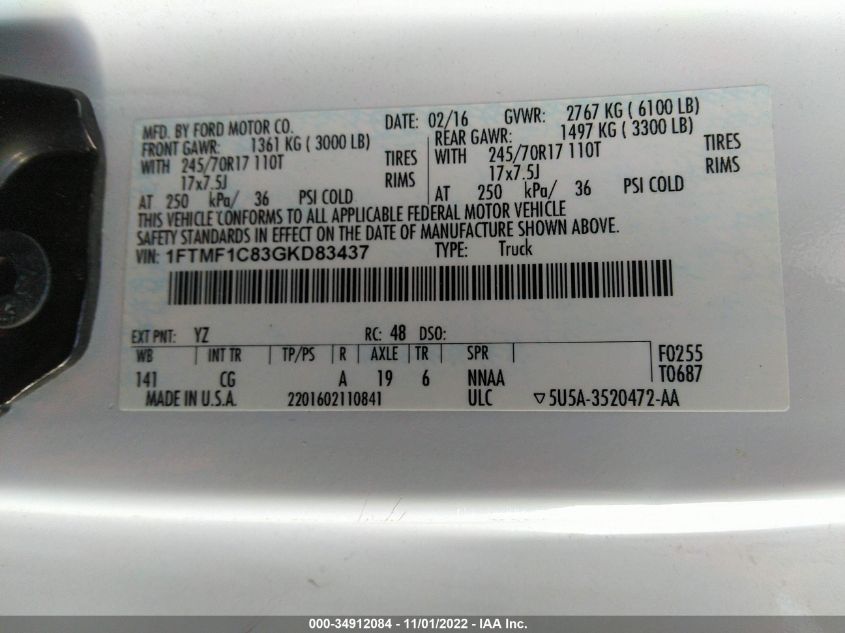 MFD. BY FORD MOTOR CO. DATE: 02/16 GVWR: 2767 KG ( 6100 LB)
FRONT GAWR: 1361 KG ( 3000 LB) REAR GAWR: 1497 KG ( 3300 LB)
WITH 245/70R17 110T TIRES WITH 245/70R17 110T TIRES
17x7.5J RIMS 17x7.5J RIMS
AT 250 kPa/ 36 PSI COLD AT 250 kPa/ 36 PSI COLD
THIS VEHICLE CONFORMS TO ALL APPLICABLE FEDERAL MOTOR VEHICLE
SAFETY STANDARDS IN EFFECT ON THE DATE OF MANUFACTURE SHOWN ABOVE.
VIN: 1FTMF1C83GKD83437 TYPE: Truck
EXT PNT: YZ RC: 48 DSO:
WB INT TR TP/PS R AXLE TR SPR F0255
141 CG A 19 6 NNAA T0687
MADE IN U.S.A. 2201602110841 ULC ▽5U5A-3520472-AA
000-34912084 - 11/01/2022 - IAA Inc.